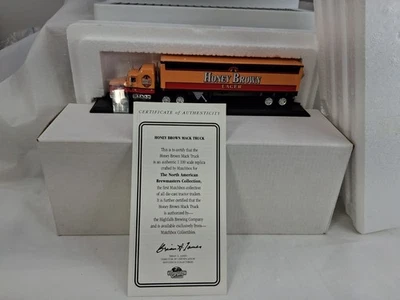 HONEY BROWN
LAGER
CERTIFICATE OF AUTHENTICITY
HONEY BROWN MACK TRUCK
This is to certify that the
Honey Brown Mack Truck
is an authentic 1:100 scale replica
crafted by Matchbox for
The North American
Brewmasters Collection,
the first Matchbox collection
of all die-cast tractor trailers.
It is further certified that the
Honey Brown Mack Truck
is authorized by—
the Highfalls Brewing Company
and is available exclusively from—
Matchbox Collectibles.